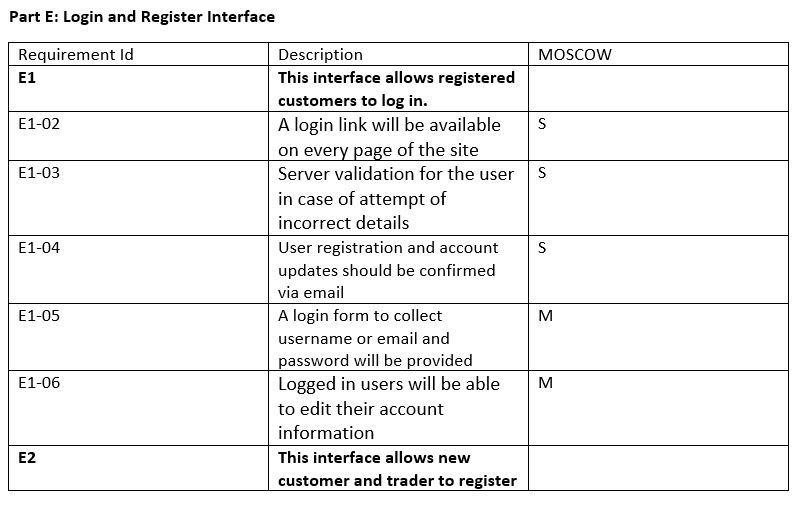 Part E: Login and Register Interface
Requirement Id Description MOSCOW
E1 This interface allows registered
customers to log in.
E1-02 A login link will be available S
on every page of the site
E1-03 Server validation for the user S
in case of attempt of
incorrect details
E1-04 User registration and account S
updates should be confirmed
via email
E1-05 A login form to collect M
username or email and
password will be provided
E1-06 Logged in users will be able M
to edit their account
information
E2 This interface allows new
customer and trader to register